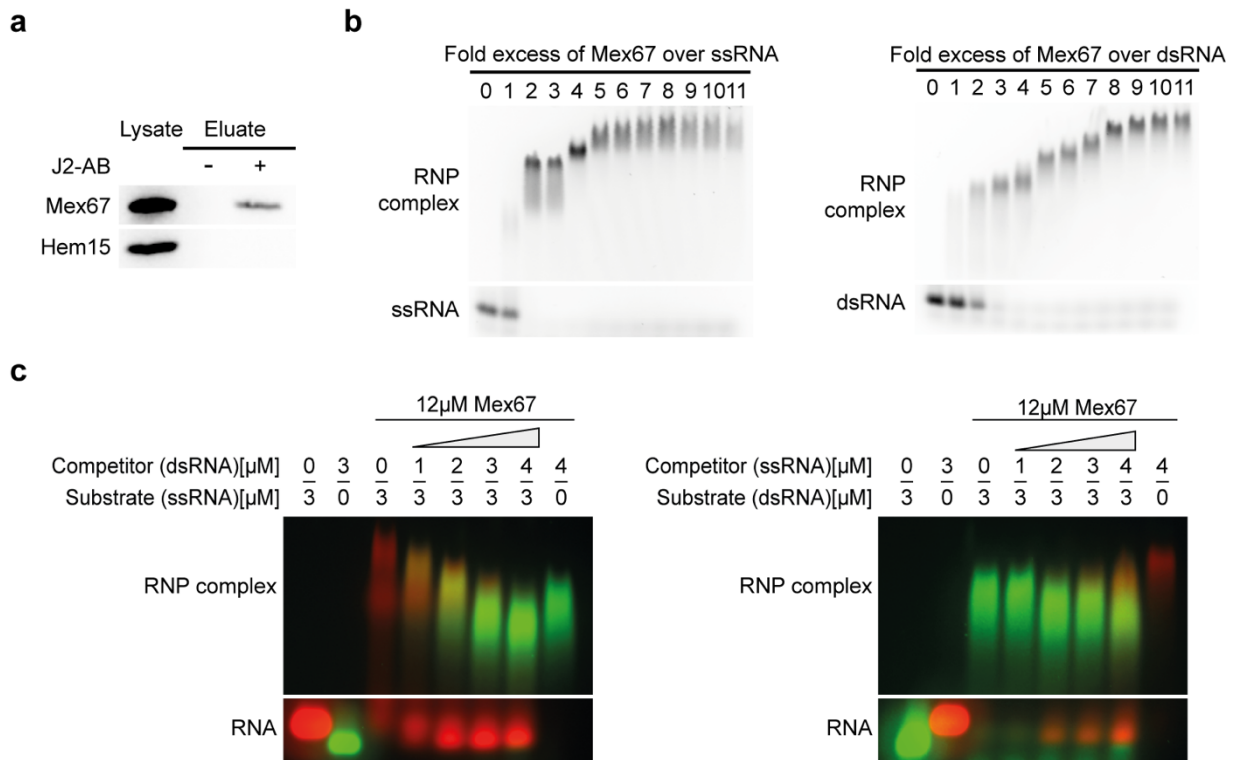 a
Lysate Eluate
J2-AB - +
Mex67
Hem15
b
Fold excess of Mex67 over ssRNA
0 1 2 3 4 5 6 7 8 9 10 11
RNP
complex
ssRNA
Fold excess of Mex67 over dsRNA
0 1 2 3 4 5 6 7 8 9 10 11
RNP
complex
dsRNA
c
12µM Mex67
Competitor (dsRNA)[µM] 0 3 0 1 2 3 4 4
Substrate (ssRNA)[µM] 3 0 3 3 3 3 3 0
RNP complex
RNA
12µM Mex67
Competitor (ssRNA)[µM] 0 3 0 1 2 3 4 4
Substrate (dsRNA)[µM] 3 0 3 3 3 3 3 0
RNP complex
RNA